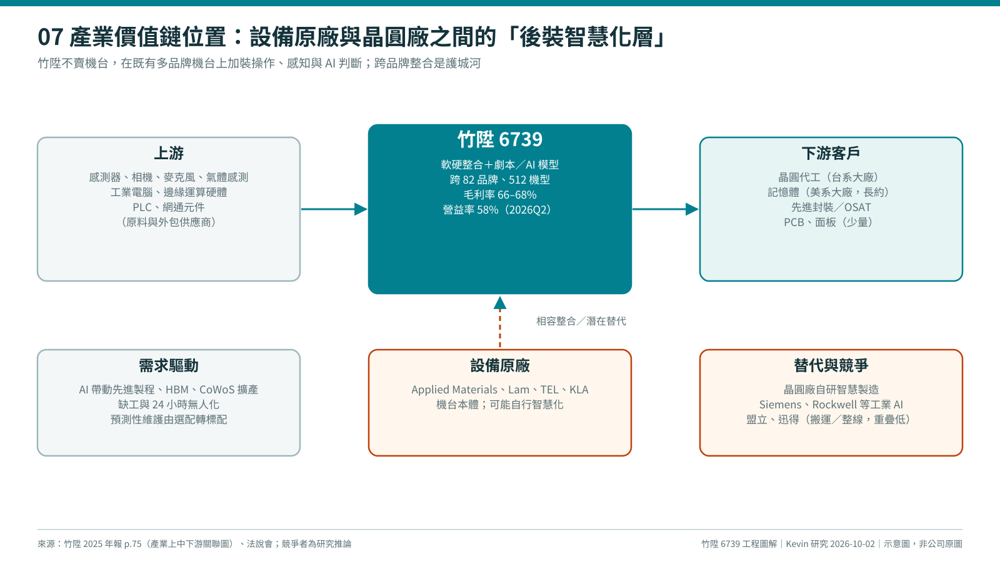 07 產業價值鏈位置：設備原廠與晶圓廠之間的「後裝智慧化層」
竹陞不賣機台，在既有多品牌機台上加裝操作、感知與 AI 判斷；跨品牌整合是護城河
上游
感測器、相機、麥克風、氣體感測
工業電腦、邊緣運算硬體
PLC、網通元件
（原料與外包供應商）
竹陞 6739
軟硬整合＋劇本／AI 模型
跨 82 品牌、512 機型
毛利率 66–68%
營益率 58%（2026Q2）
下游客戶
晶圓代工（台系大廠）
記憶體（美系大廠，長約）
先進封裝／OSAT
PCB、面板（少量）
相容整合／潛在替代
需求驅動
AI 帶動先進製程、HBM、CoWoS 擴產
缺工與 24 小時無人化
預測性維護由選配轉標配
設備原廠
Applied Materials、Lam、TEL、KLA
機台本體；可能自行智慧化
替代與競爭
晶圓廠自研智慧製造
Siemens、Rockwell 等工業 AI
盟立、迅得（搬運／整線，重疊低）
來源：竹陞 2025 年報 p.75（產業上中下游關聯圖）、法說會；競爭者為研究推論
竹陞 6739 工程圖解｜Kevin 研究 2026-10-02｜示意圖，非公司原圖